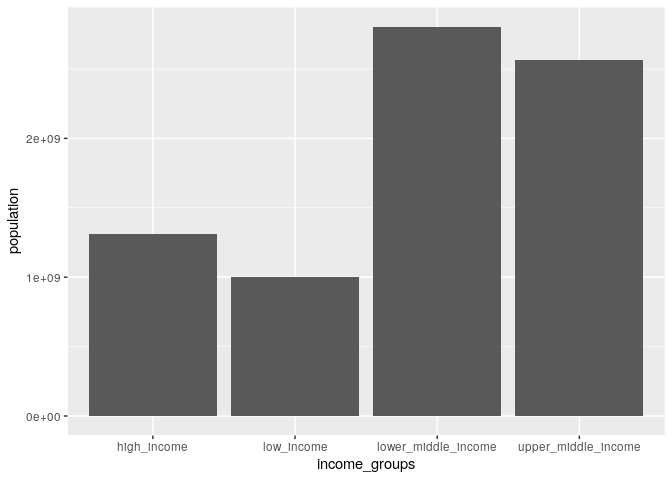 population
2e+09
1e+09
0e+00
high_income low_income lower_middle_income upper_middle_income
income_groups